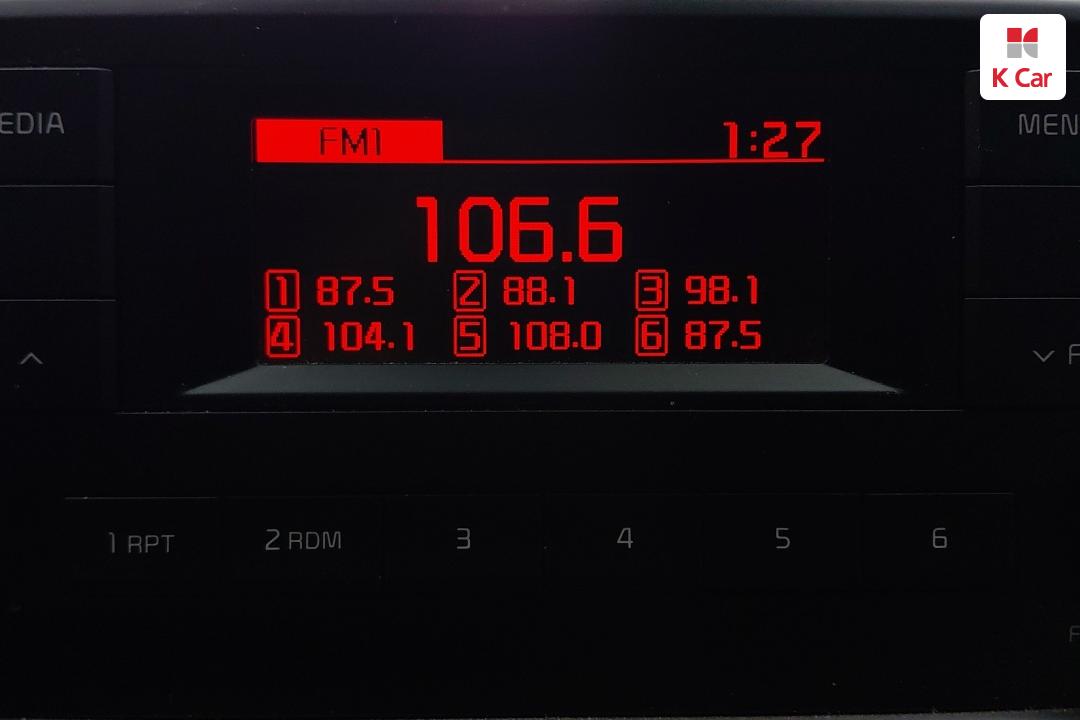 K Car
EDIA
MEN
FM1 1:27
106.6
1 87.5 2 88.1 3 98.1
4 104.1 5 108.0 6 87.5
F
1 RPT 2 RDM 3 4 5 6
F